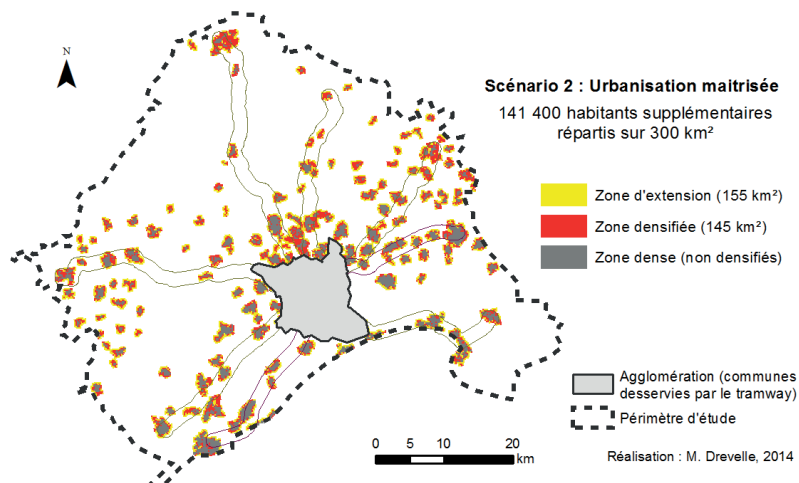 N
Scénario 2 : Urbanisation maitrisée
141 400 habitants supplémentaires
répartis sur 300 km²
Zone d'extension (155 km²)
Zone densifiée (145 km²)
Zone dense (non densifiés)
Agglomération (communes
desservies par le tramway)
Périmètre d'étude
0 5 10 20
km
Réalisation : M. Drevelle, 2014